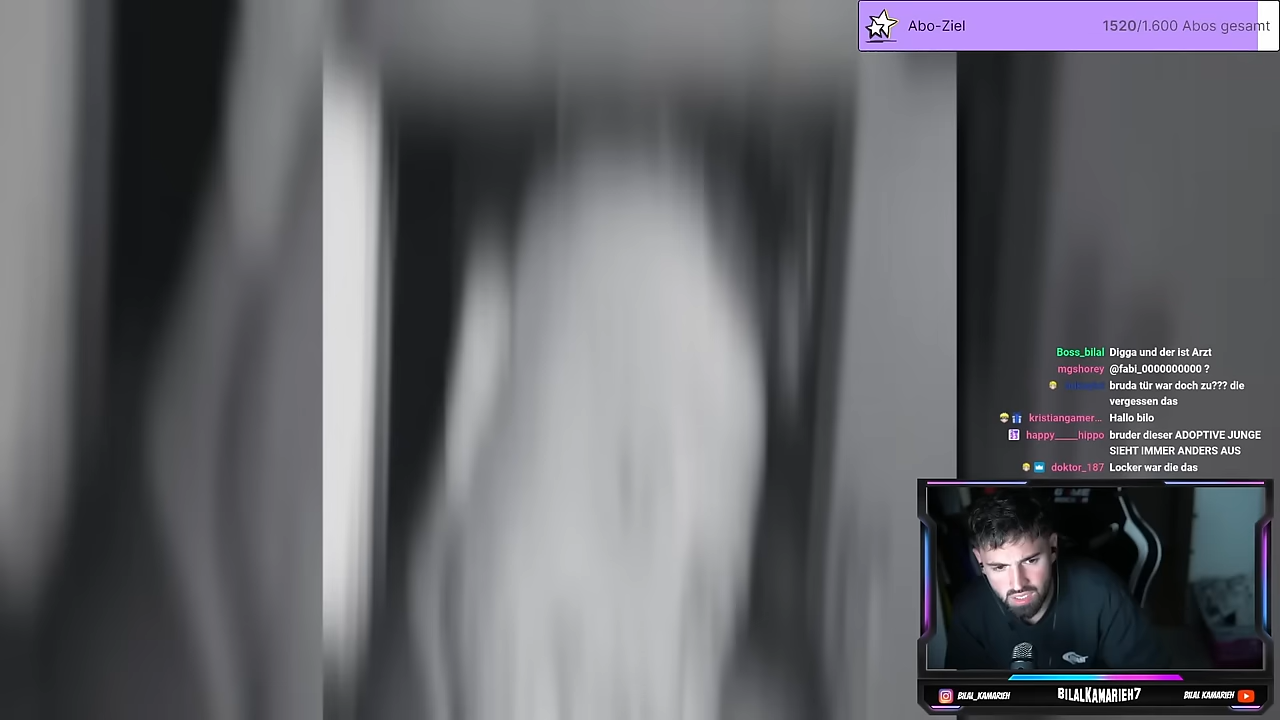 Abo-Ziel 1520/1.600 Abos gesamt
Boss_bilal Digga und der ist Arzt
mgshorey @fabi_0000000000 ?
bruda tür war doch zu??? die
vergessen das
kristiangamer... Hallo bilo
happy____hippo bruder dieser ADOPTIVE JUNGE
SIEHT IMMER ANDERS AUS
doktor_187 Locker war die das
BILAL_KAMARIEH BILALKAMARIEH7 BILAL KAMARIEH